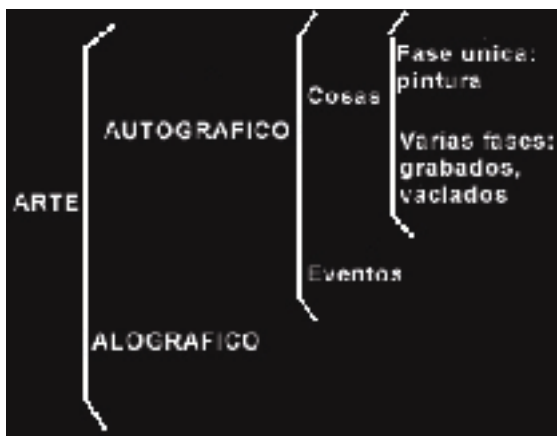 Fase unica:
pintura
Cosas
AUTOGRAFICO
Varias fases:
grabados,
vaciados
ARTE
Eventos
ALOGRAFICO